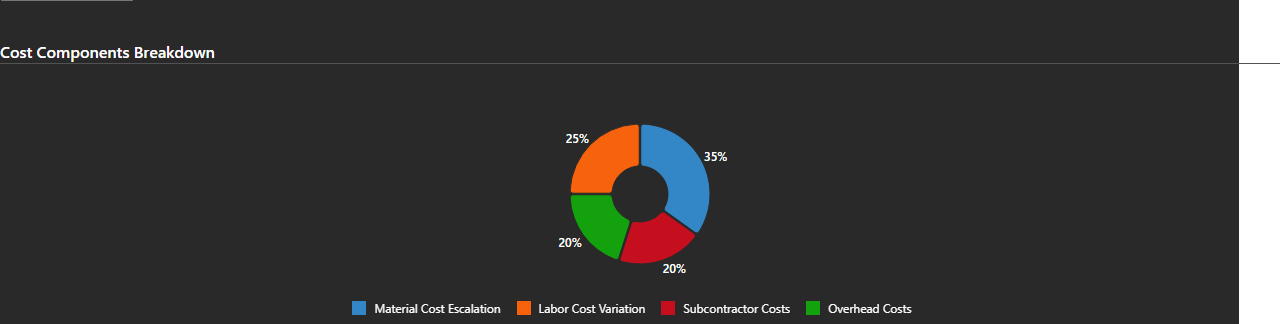 Cost Components Breakdown
25%
35%
20%
20%
Material Cost Escalation Labor Cost Variation Subcontractor Costs Overhead Costs